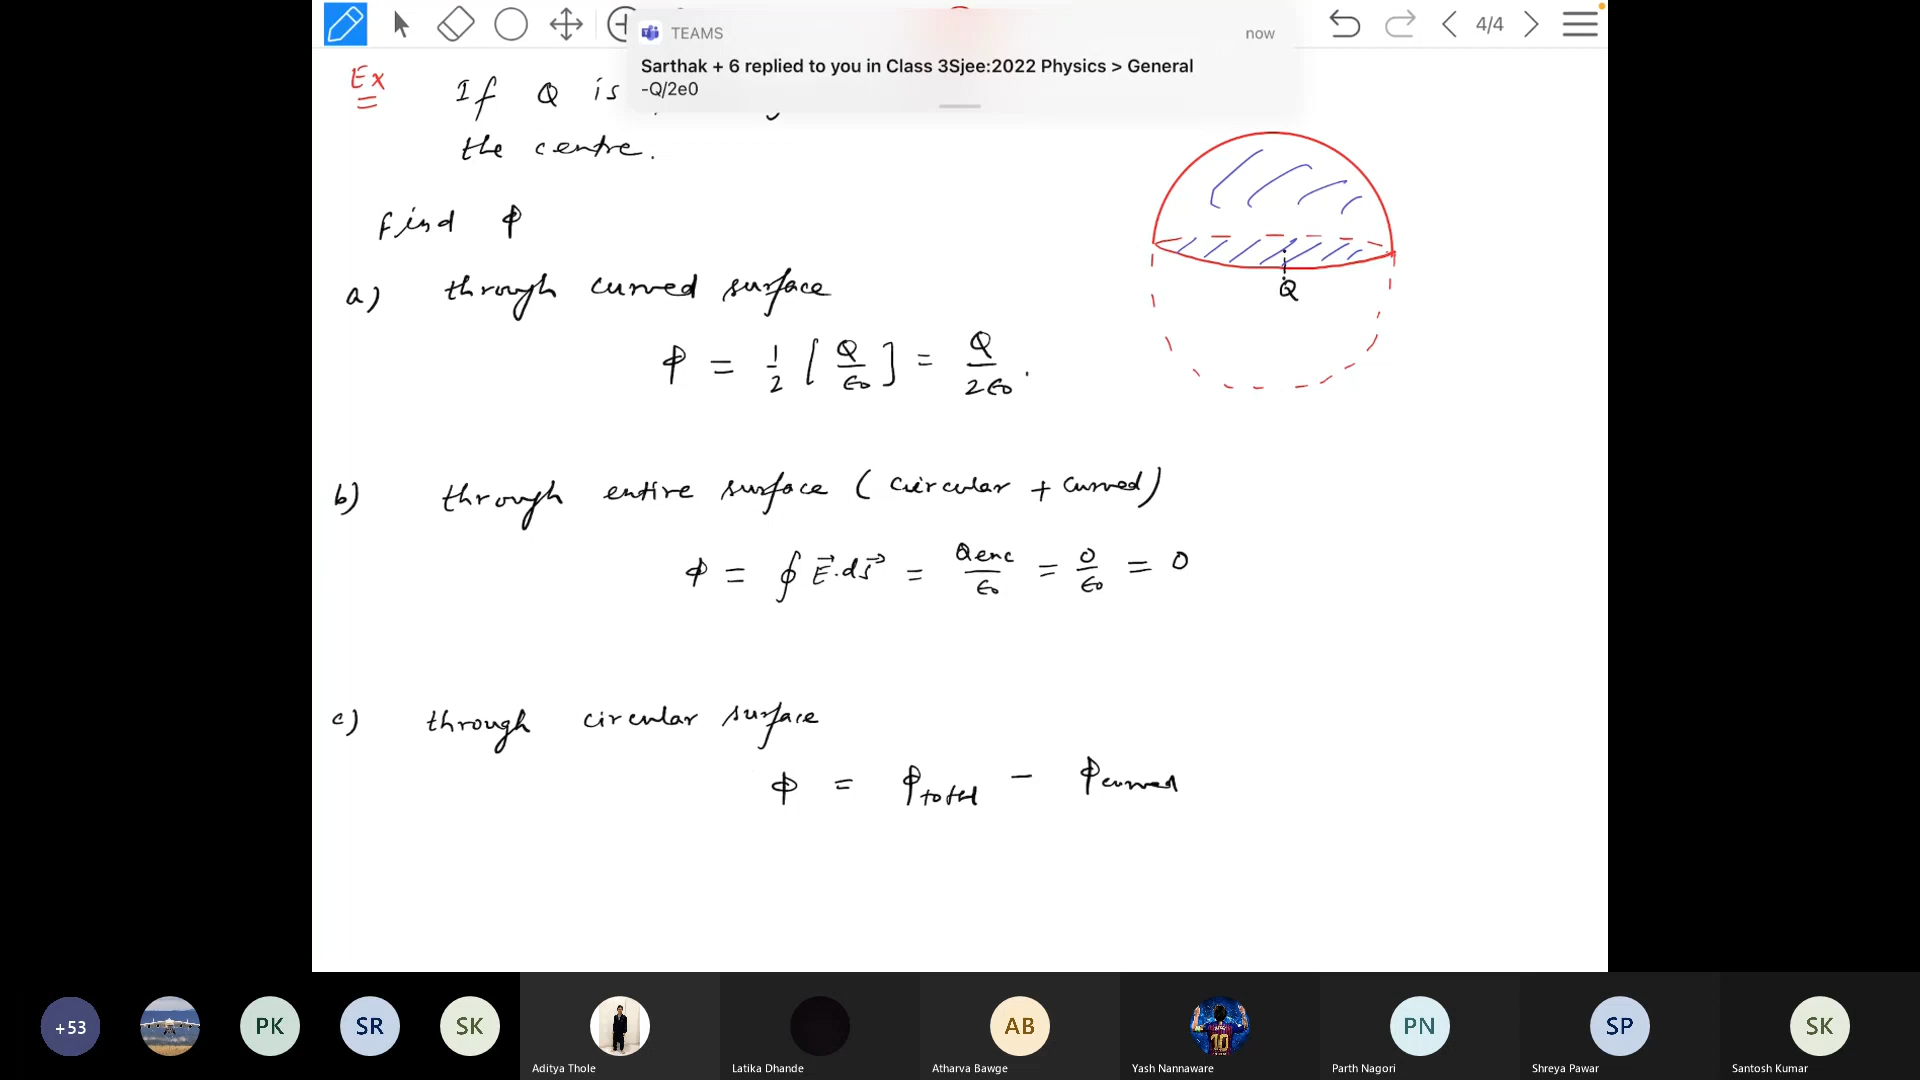 4/4
TEAMS
now
Sarthak + 6 replied to you in Class 3Sjee:2022 Physics > General
-Q/2e0
Ex
If Q is
the centre.
Find ϕ
a) through curved surface
ϕ = 1/2 [Q/ϵ₀] = Q/2ϵ₀.
Q
b) through entire surface (circular + curved)
ϕ = ∮ E⃗.ds⃗ = Qenc/ϵ₀ = 0/ϵ₀ = 0
c) through circular surface
ϕ = ϕtotal - ϕcurved
+53
PK
SR
SK
AB
10
PN
SP
SK
Aditya Thole
Latika Dhande
Atharva Bawge
Yash Nannaware
Parth Nagori
Shreya Pawar
Santosh Kumar